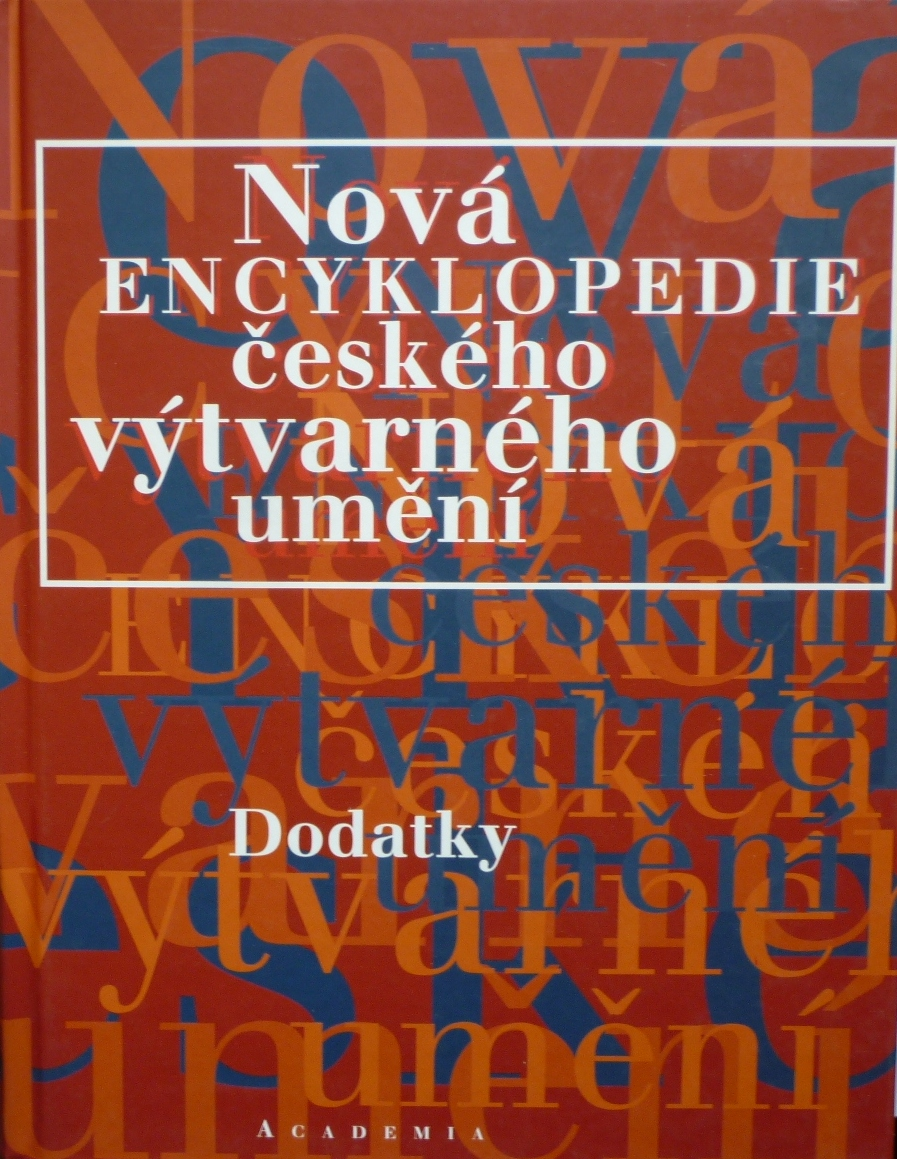 Nová
ENCYKLOPEDIE
českého
výtvarného
umění
Dodatky
ACADEMIA